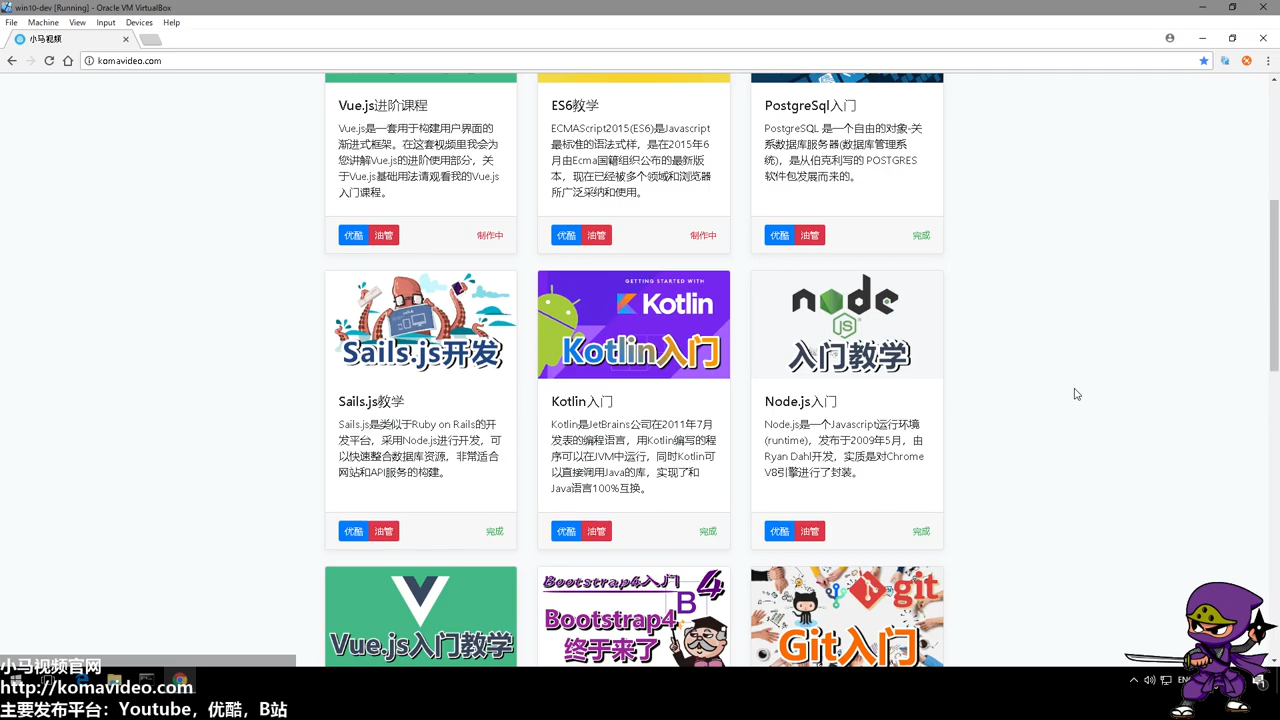 win10-dev [Running] - Oracle VM VirtualBox
File Machine View Input Devices Help
小马视频
komavideo.com
Vue.js进阶课程
Vue.js是一套用于构建用户界面的
渐进式框架。在这套视频里我会为
您讲解Vue.js的进阶使用部分，关
于Vue.js基础用法请观看我的Vue.js
入门课程。
优酷 油管 制作中
ES6教学
ECMAScript2015(ES6)是Javascript
最标准的语法式样，是在2015年6
月由Ecma国籍组织公布的最新版
本，现在已经被多个领域和浏览器
所广泛采纳和使用。
优酷 油管 制作中
PostgreSql入门
PostgreSQL 是一个自由的对象-关
系数据库服务器(数据库管理系
统)，是从伯克利写的 POSTGRES
软件包发展而来的。
优酷 油管 完成
Sails.js开发
Sails.js教学
Sails.js是类似于Ruby on Rails的开
发平台，采用Node.js进行开发，可
以快速整合数据库资源，非常适合
网站和API服务的构建。
优酷 油管 完成
GETTING STARTED WITH
Kotlin
Kotlin入门
Kotlin入门
Kotlin是JetBrains公司在2011年7月
发表的编程语言，用Kotlin编写的程
序可以在JVM中运行，同时Kotlin可
以直接调用Java的库，实现了和
Java语言100%互换。
优酷 油管 完成
node
JS
入门教学
Node.js入门
Node.js是一个Javascript运行环境
(runtime)，发布于2009年5月，由
Ryan Dahl开发，实质是对Chrome
V8引擎进行了封装。
优酷 油管 完成
Vue.js入门教学
Bootstrap4入门 4
B
Bootstrap4
终于来了
git
Git入门
小马视频官网
http://komavideo.com
主要发布平台：Youtube，优酷，B站